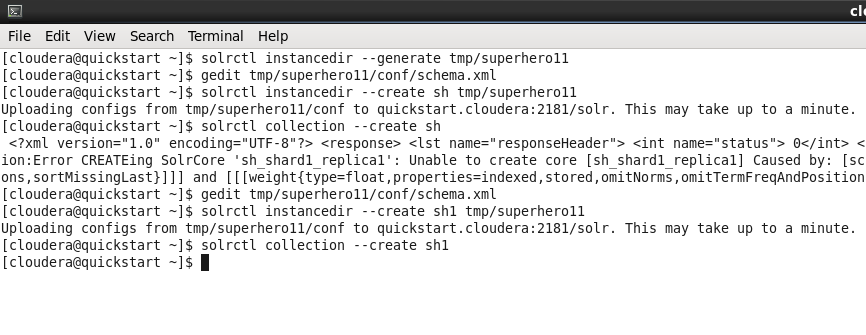 clo
File Edit View Search Terminal Help
[cloudera@quickstart ~]$ solrctl instancedir --generate tmp/superhero11
[cloudera@quickstart ~]$ gedit tmp/superhero11/conf/schema.xml
[cloudera@quickstart ~]$ solrctl instancedir --create sh tmp/superhero11
Uploading configs from tmp/superhero11/conf to quickstart.cloudera:2181/solr. This may take up to a minute.
[cloudera@quickstart ~]$ solrctl collection --create sh
<?xml version="1.0" encoding="UTF-8"?> <response> <lst name="responseHeader"> <int name="status"> 0</int> <
ion:Error CREATEing SolrCore 'sh_shard1_replica1': Unable to create core [sh_shard1_replica1] Caused by: [sc
ons,sortMissingLast}]]] and [[[weight{type=float,properties=indexed,stored,omitNorms,omitTermFreqAndPosition
[cloudera@quickstart ~]$ gedit tmp/superhero11/conf/schema.xml
[cloudera@quickstart ~]$ solrctl instancedir --create sh1 tmp/superhero11
Uploading configs from tmp/superhero11/conf to quickstart.cloudera:2181/solr. This may take up to a minute.
[cloudera@quickstart ~]$ solrctl collection --create sh1
[cloudera@quickstart ~]$